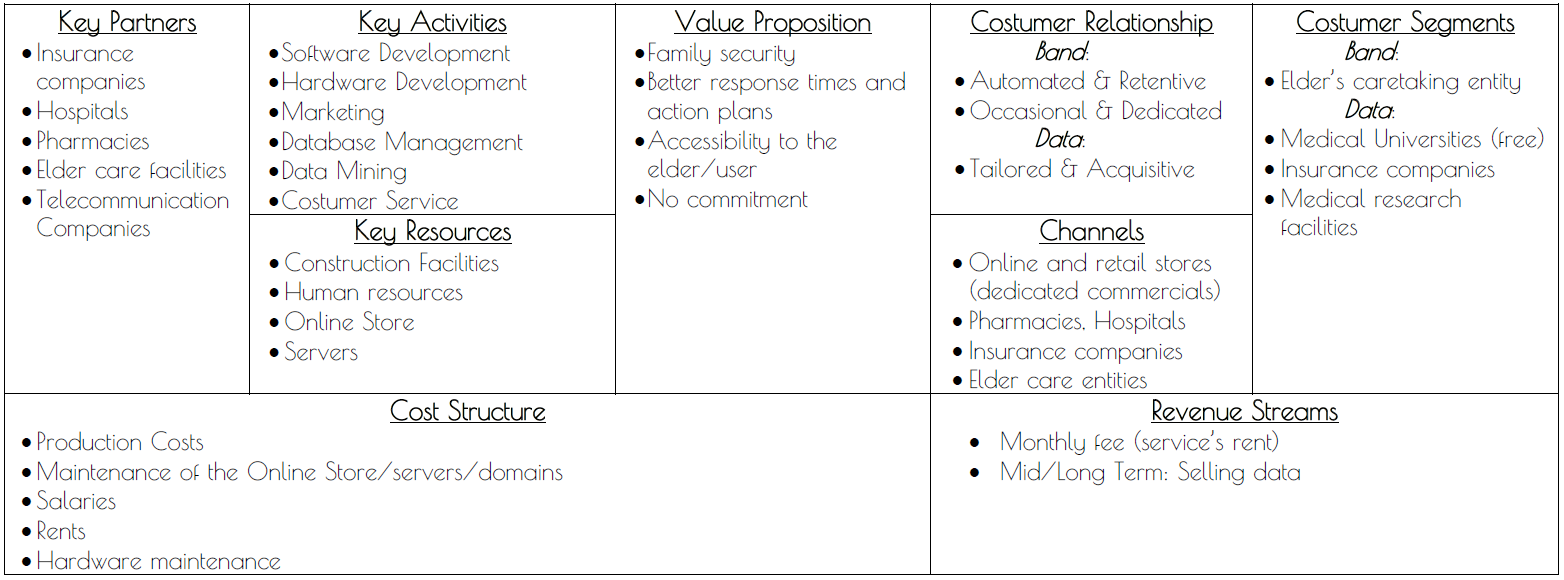 Key Partners
• Insurance
companies
• Hospitals
• Pharmacies
• Elder care facilities
• Telecommunication
Companies
Key Activities
• Software Development
• Hardware Development
• Marketing
• Database Management
• Data Mining
• Costumer Service
Key Resources
• Construction Facilities
• Human resources
• Online Store
• Servers
Value Proposition
• Family security
• Better response times and
action plans
• Accessibility to the
elder/user
• No commitment
Costumer Relationship
Band:
• Automated & Retentive
• Occasional & Dedicated
Data:
• Tailored & Acquisitive
Channels
• Online and retail stores
(dedicated commercials)
• Pharmacies, Hospitals
• Insurance companies
• Elder care entities
Costumer Segments
Band:
• Elder's caretaking entity
Data:
• Medical Universities (free)
• Insurance companies
• Medical research
facilities
Cost Structure
• Production Costs
• Maintenance of the Online Store/servers/domains
• Salaries
• Rents
• Hardware maintenance
Revenue Streams
• Monthly fee (service's rent)
• Mid/Long Term: Selling data